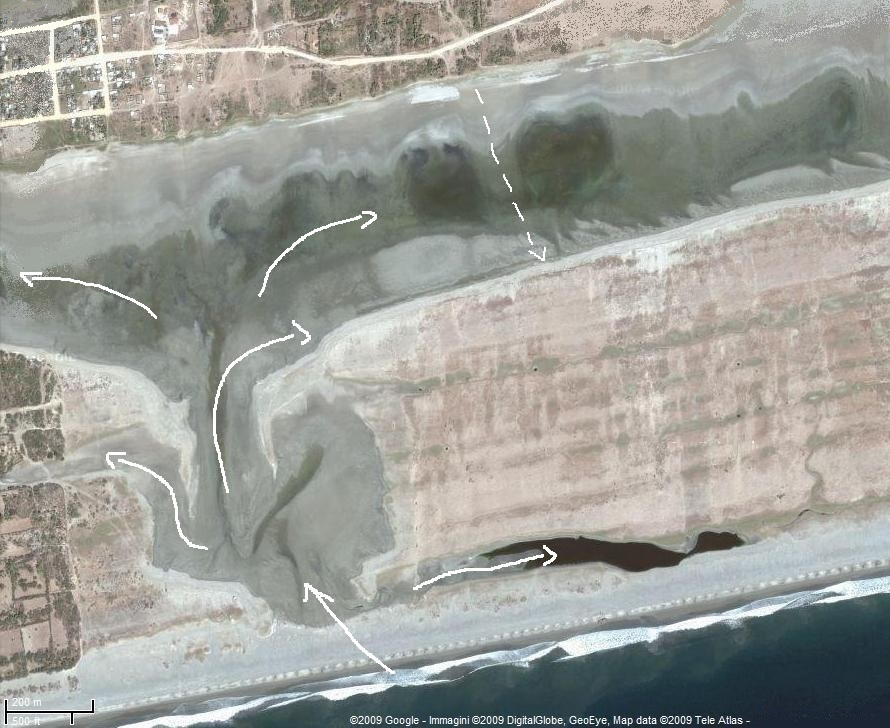 200 m
500 ft
©2009 Google - Immagini ©2009 DigitalGlobe, GeoEye, Map data ©2009 Tele Atlas -